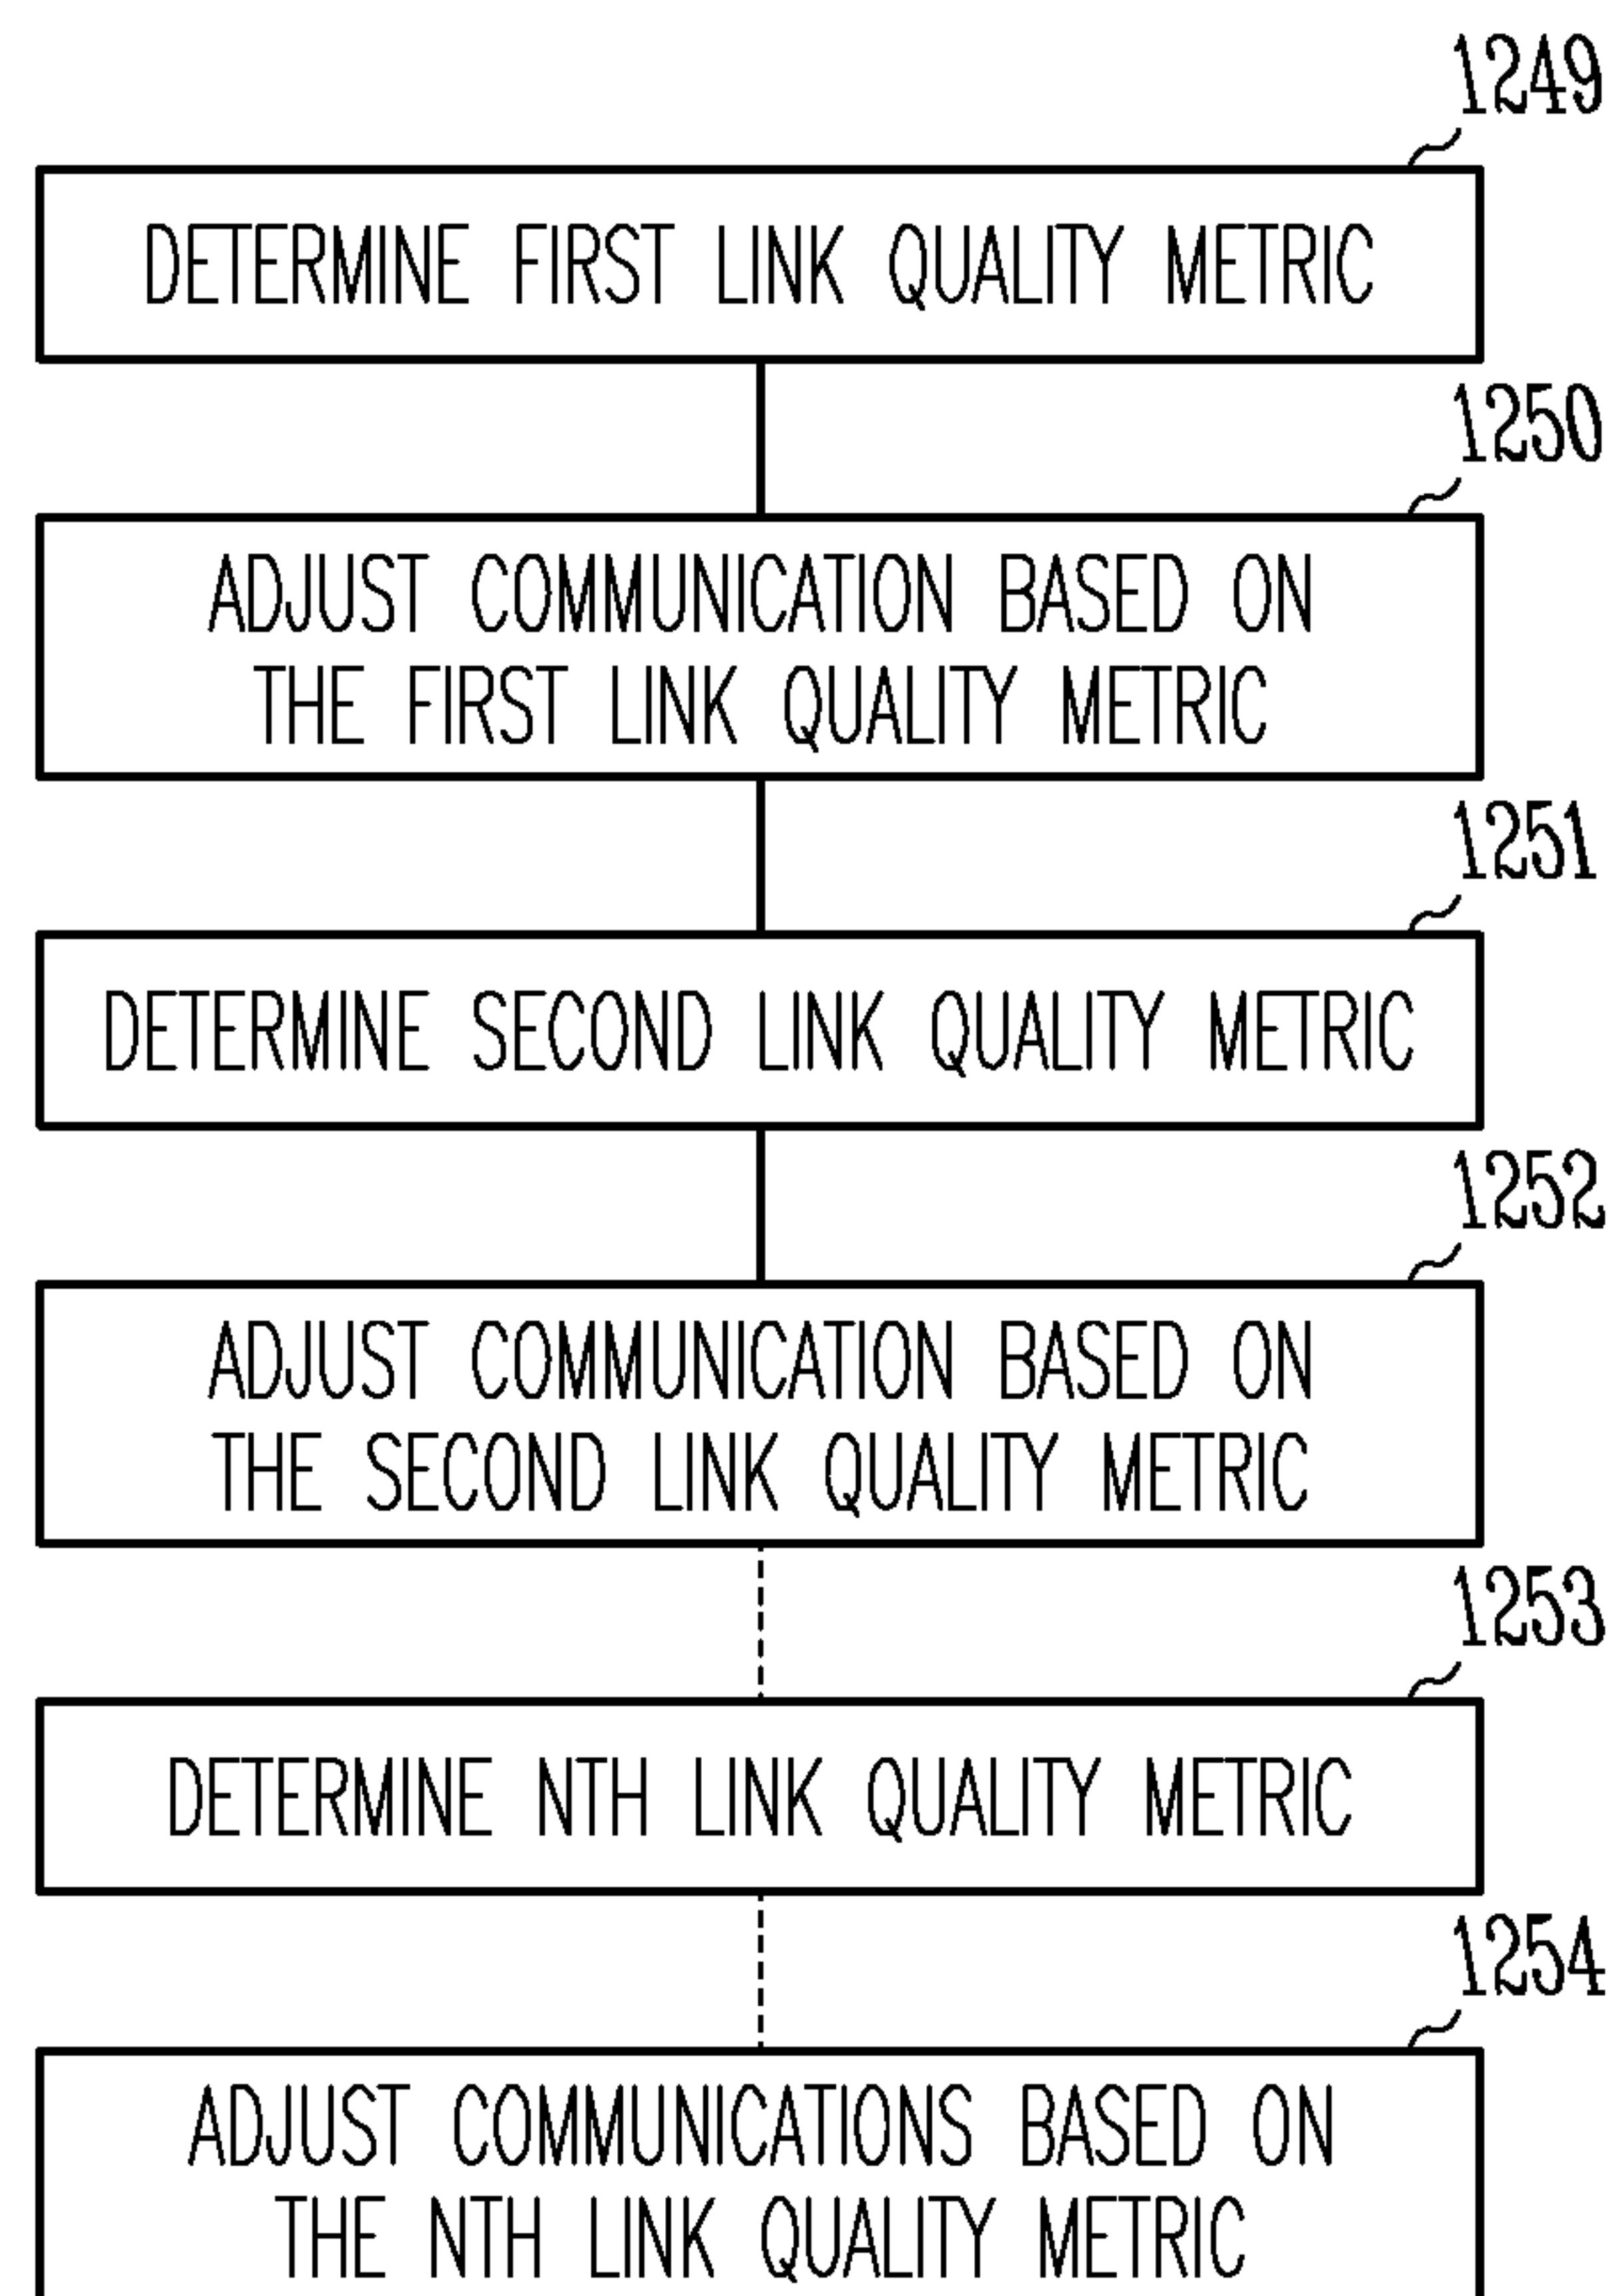 1249
DETERMINE FIRST LINK QUALITY METRIC
1250
ADJUST COMMUNICATION BASED ON
THE FIRST LINK QUALITY METRIC
1251
DETERMINE SECOND LINK QUALITY METRIC
1252
ADJUST COMMUNICATION BASED ON
THE SECOND LINK QUALITY METRIC
1253
DETERMINE NTH LINK QUALITY METRIC
1254
ADJUST COMMUNICATIONS BASED ON
THE NTH LINK QUALITY METRIC